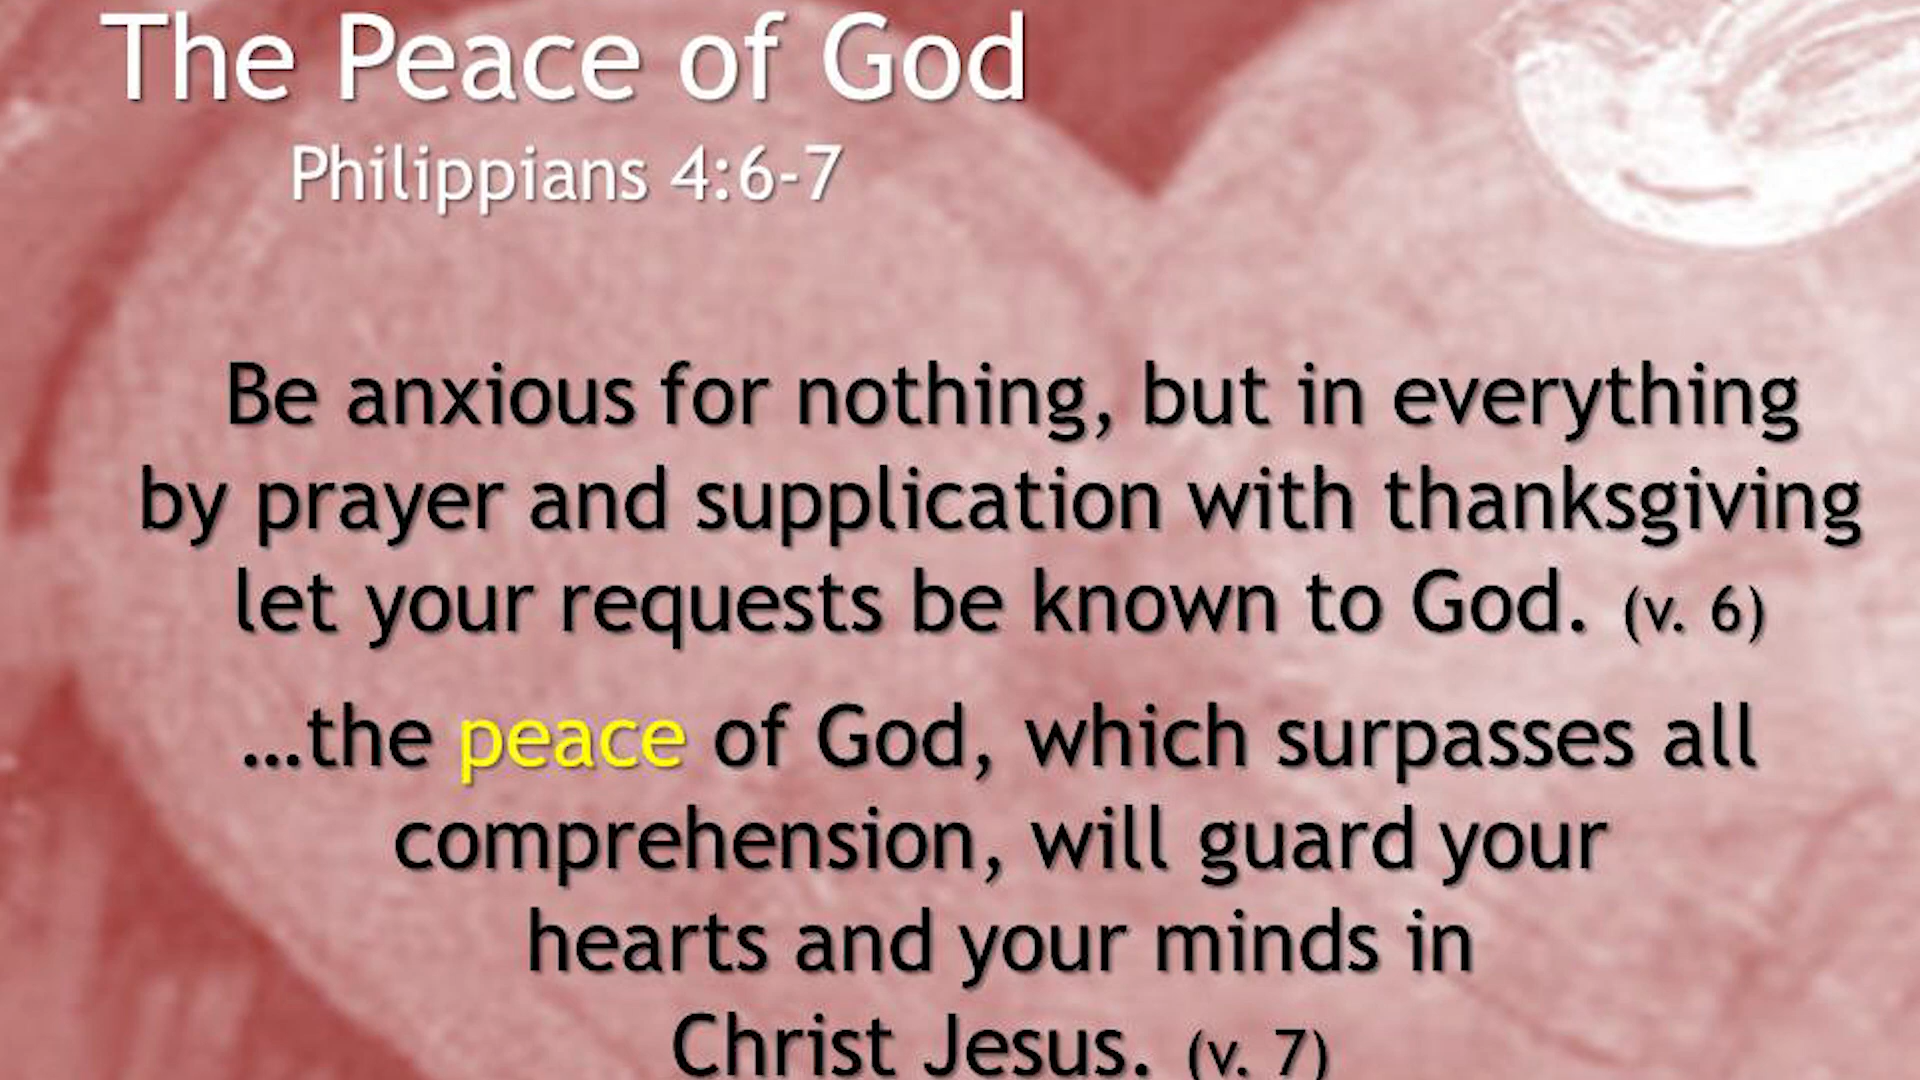 The Peace of God
Philippians 4:6-7
Be anxious for nothing, but in everything
by prayer and supplication with thanksgiving
let your requests be known to God. (v. 6)
…the peace of God, which surpasses all
comprehension, will guard your
hearts and your minds in
Christ Jesus. (v. 7)